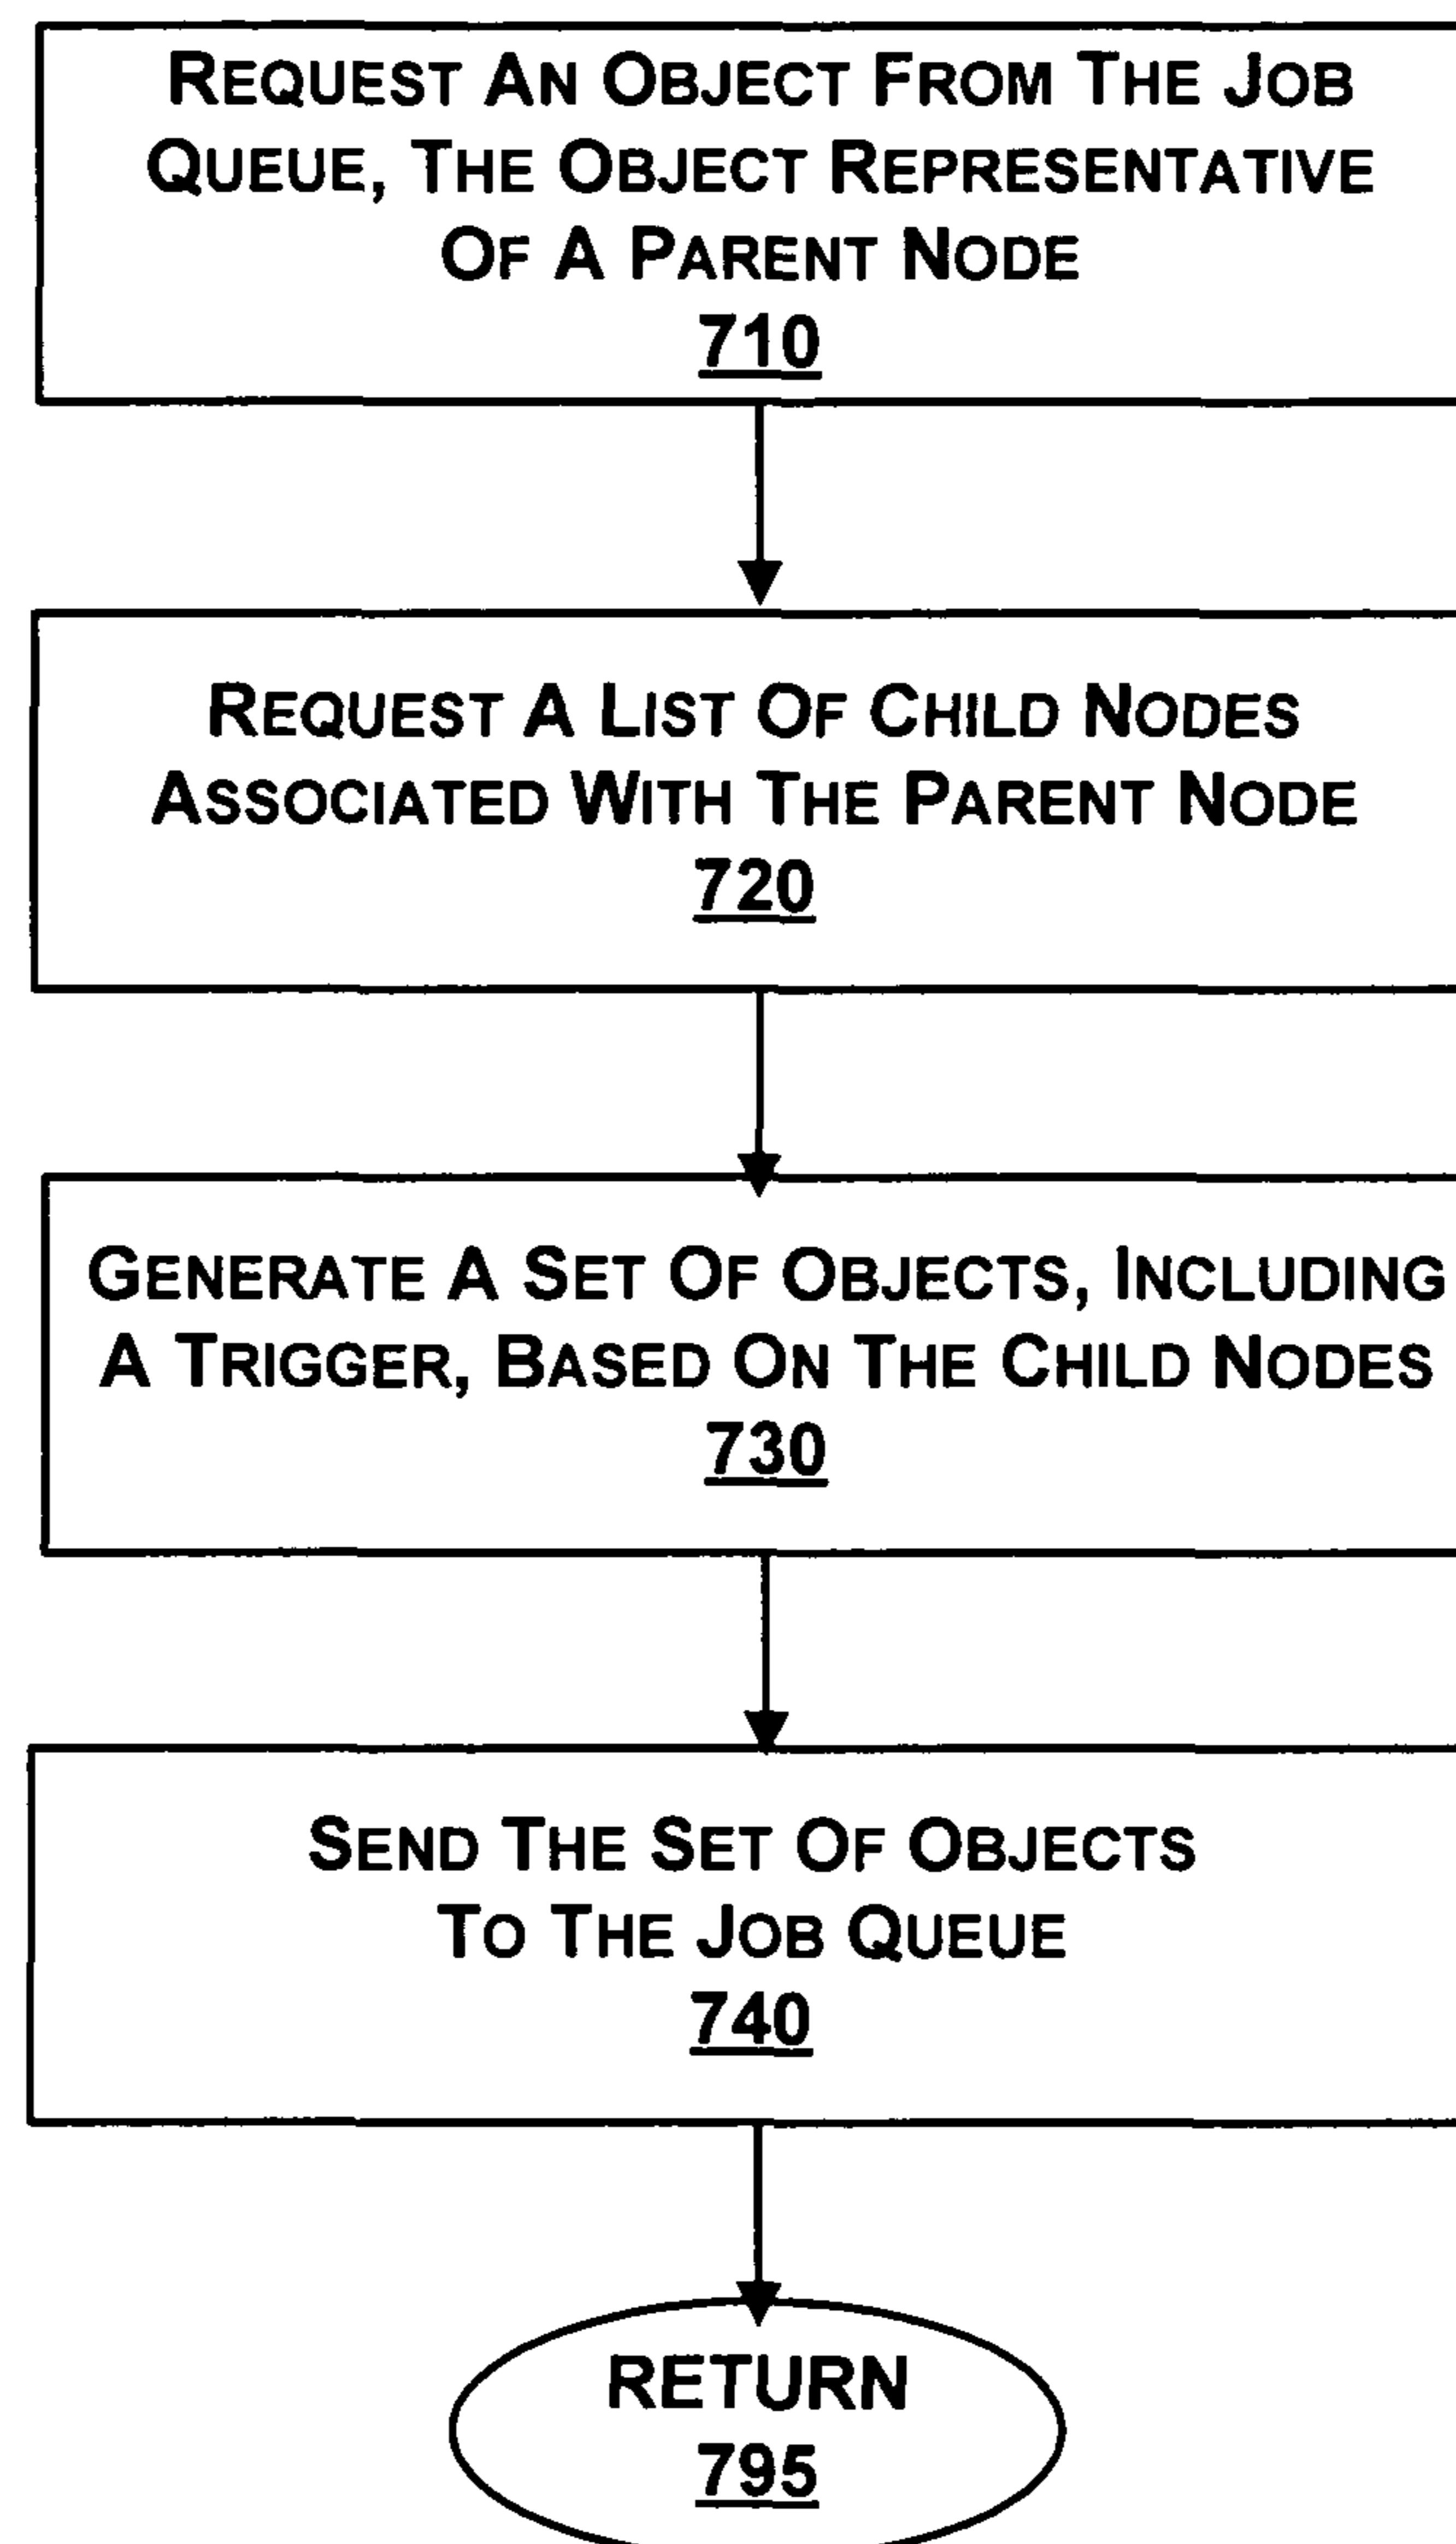 REQUEST AN OBJECT FROM THE JOB
QUEUE, THE OBJECT REPRESENTATIVE
OF A PARENT NODE
710
REQUEST A LIST OF CHILD NODES
ASSOCIATED WITH THE PARENT NODE
720
GENERATE A SET OF OBJECTS, INCLUDING
A TRIGGER, BASED ON THE CHILD NODES
730
SEND THE SET OF OBJECTS
TO THE JOB QUEUE
740
RETURN
795